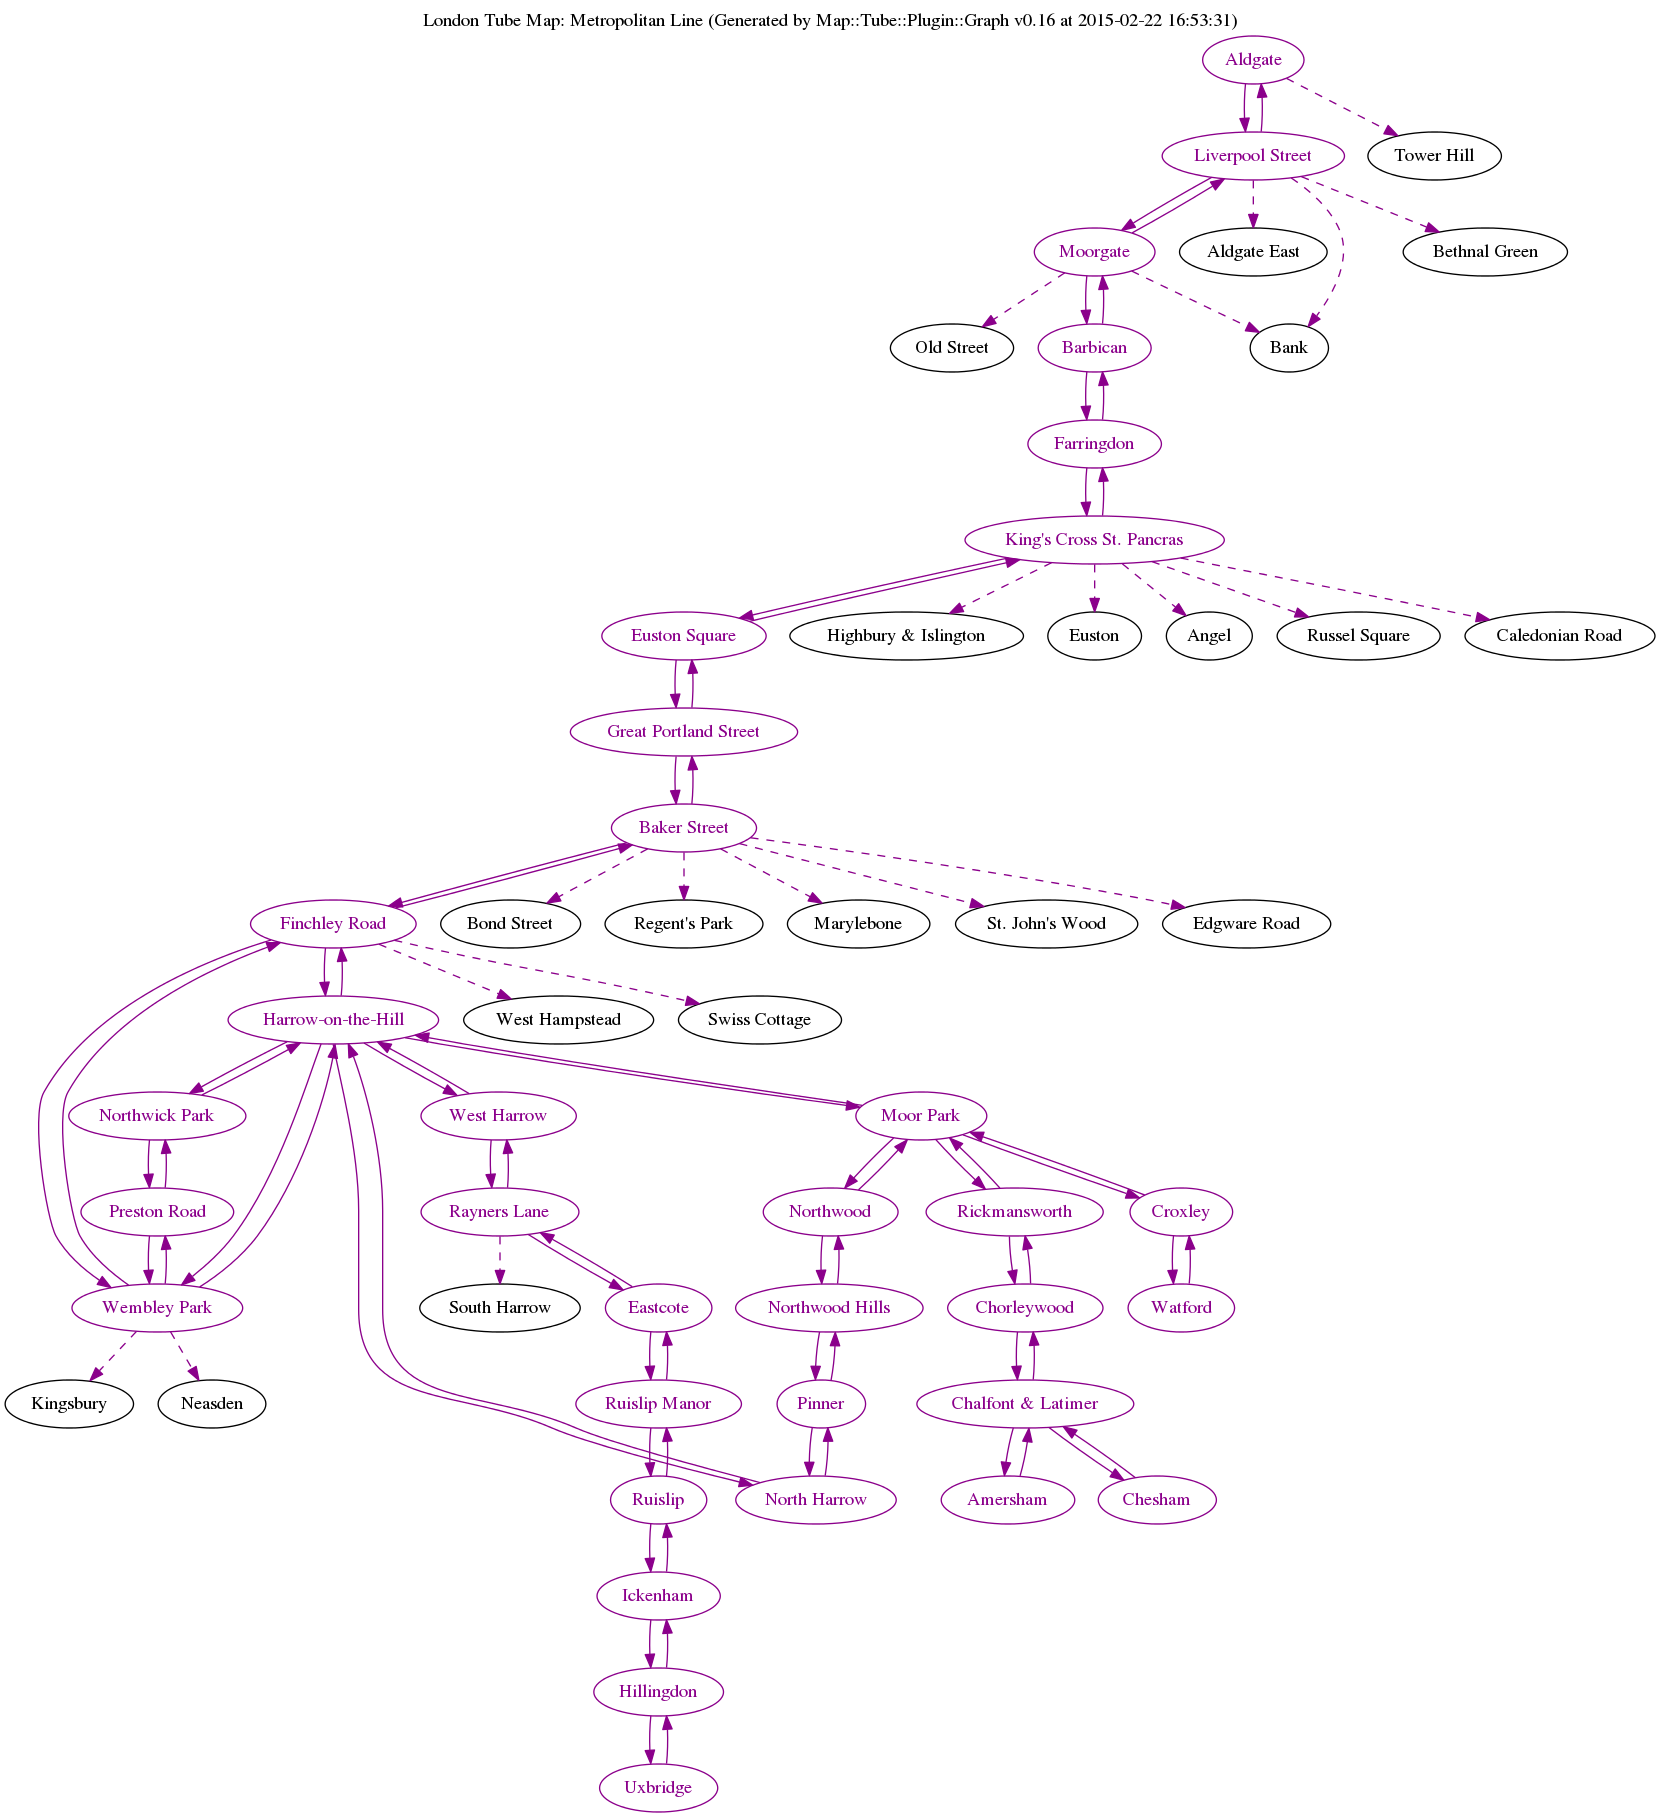 London Tube Map: Metropolitan Line (Generated by Map::Tube::Plugin::Graph v0.16 at 2015-02-22 16:53:31)
Aldgate
Liverpool Street
Tower Hill
Moorgate
Aldgate East
Bethnal Green
Old Street
Barbican
Bank
Farringdon
King's Cross St. Pancras
Euston Square
Highbury & Islington
Euston
Angel
Russel Square
Caledonian Road
Great Portland Street
Baker Street
Finchley Road
Bond Street
Regent's Park
Marylebone
St. John's Wood
Edgware Road
Harrow-on-the-Hill
West Hampstead
Swiss Cottage
Northwick Park
West Harrow
Moor Park
Preston Road
Rayners Lane
Northwood
Rickmansworth
Croxley
Wembley Park
South Harrow
Eastcote
Northwood Hills
Chorleywood
Watford
Kingsbury
Neasden
Ruislip Manor
Pinner
Chalfont & Latimer
Ruislip
North Harrow
Amersham
Chesham
Ickenham
Hillingdon
Uxbridge